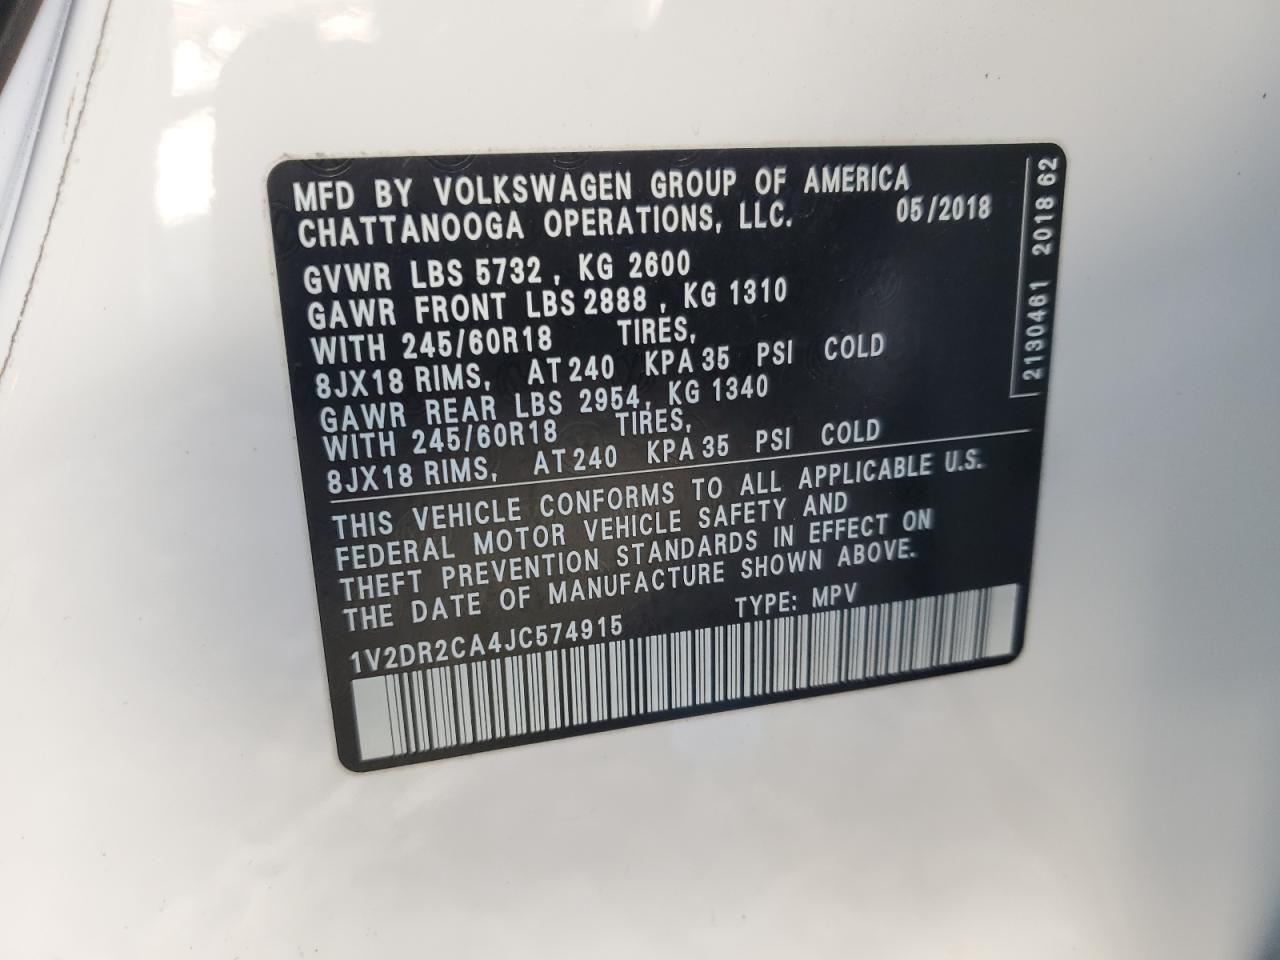 MFD BY VOLKSWAGEN GROUP OF AMERICA
CHATTANOOGA OPERATIONS, LLC. 05/2018
GVWR LBS 5732, KG 2600
GAWR FRONT LBS 2888, KG 1310
WITH 245/60R18 TIRES,
8JX18 RIMS, AT 240 KPA 35 PSI COLD
GAWR REAR LBS 2954, KG 1340
WITH 245/60R18 TIRES,
8JX18 RIMS, AT 240 KPA 35 PSI COLD
THIS VEHICLE CONFORMS TO ALL APPLICABLE U.S.
FEDERAL MOTOR VEHICLE SAFETY AND
THEFT PREVENTION STANDARDS IN EFFECT ON
THE DATE OF MANUFACTURE SHOWN ABOVE.
1V2DR2CA4JC574915 TYPE: MPV
2130461 2018 62